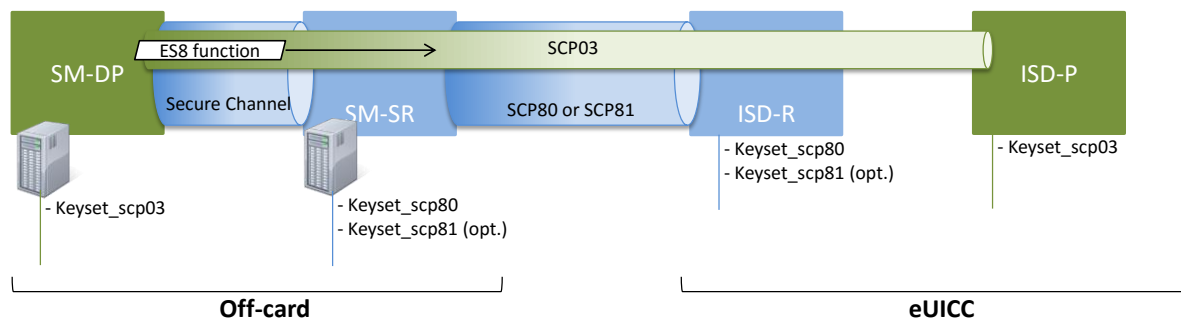 ES8 function
SCP03
SM-DP
ISD-P
Secure Channel
SM-SR
SCP80 or SCP81
ISD-R
- Keyset_scp03
- Keyset_scp80
- Keyset_scp81 (opt.)
- Keyset_scp80
- Keyset_scp81 (opt.)
- Keyset_scp03
Off-card
eUICC